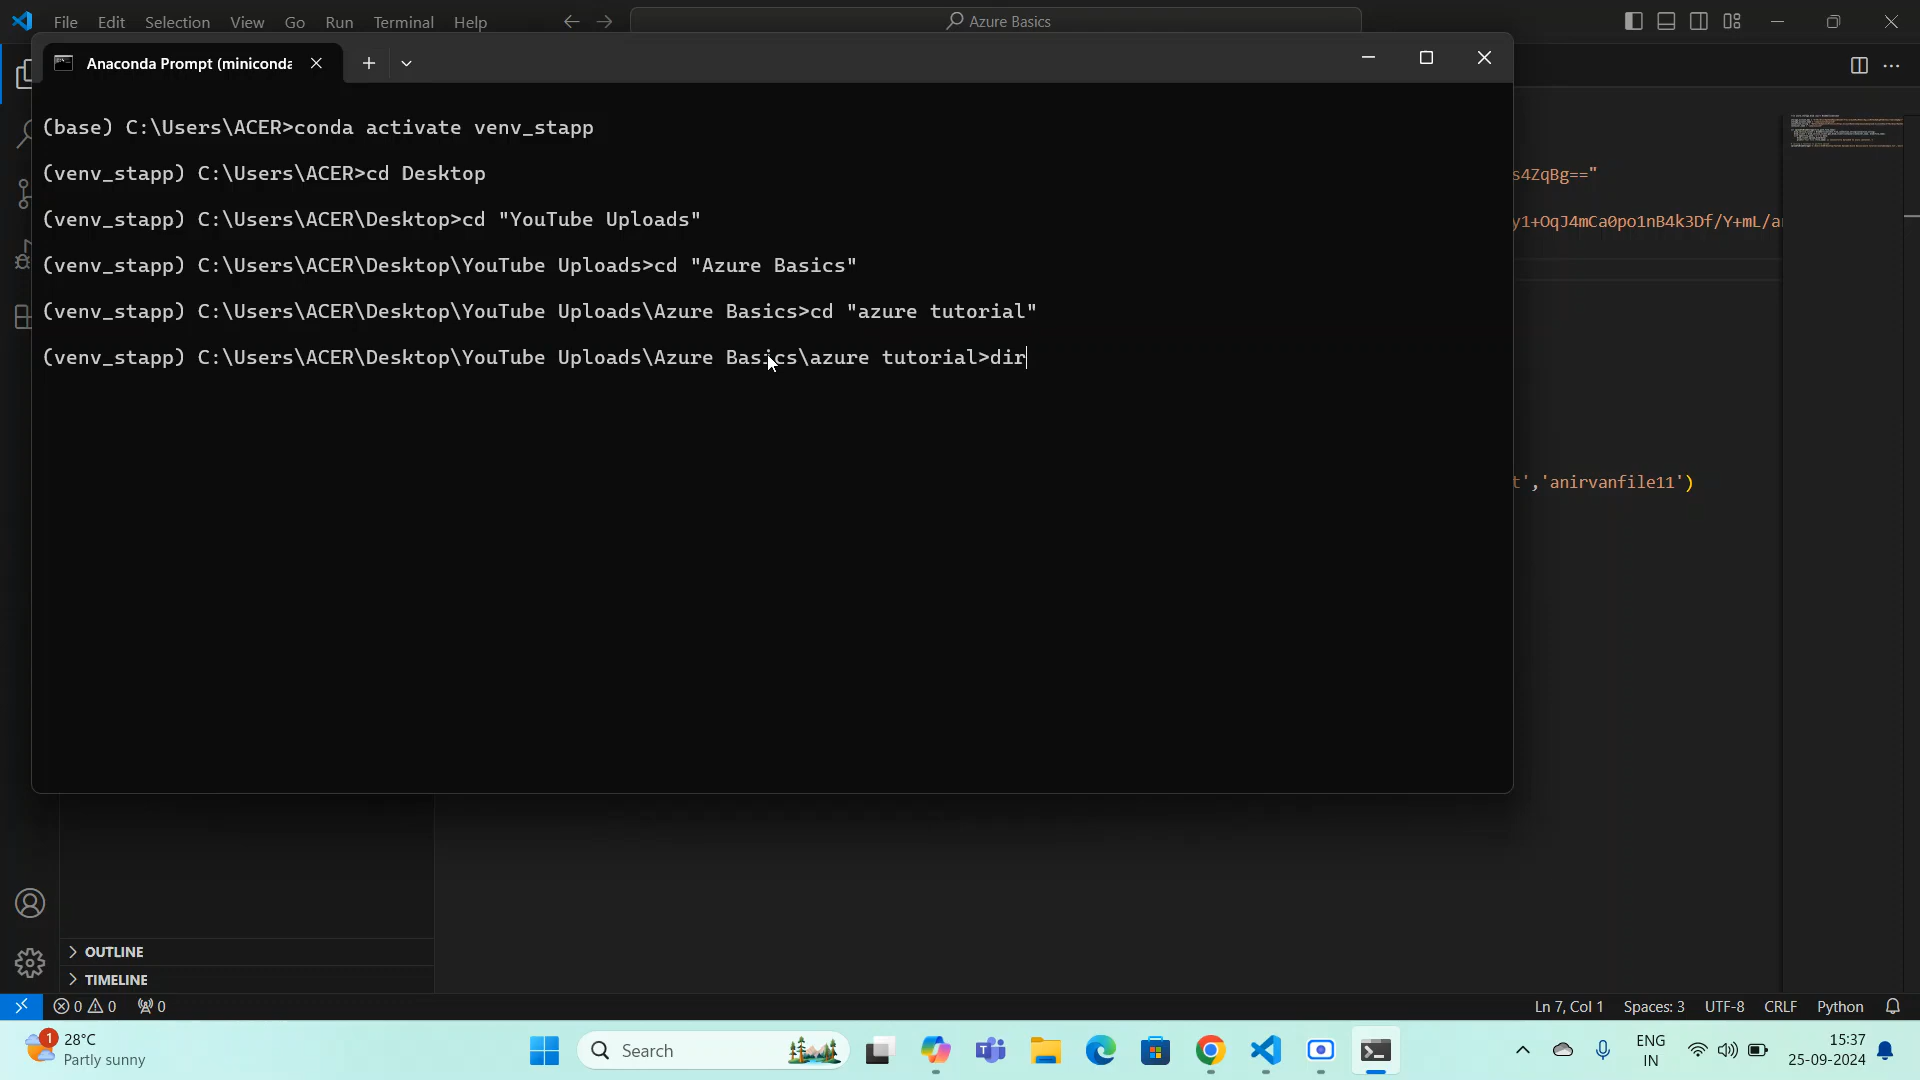 File Edit Selection View Go Run Terminal Help
Azure Basics
Anaconda Prompt (miniconda
(base) C:\Users\ACER>conda activate venv_stapp
(venv_stapp) C:\Users\ACER>cd Desktop
s4ZqBg=="
(venv_stapp) C:\Users\ACER\Desktop>cd "YouTube Uploads"
y1+OqJ4mCa0po1nB4k3Df/Y+mL/a
(venv_stapp) C:\Users\ACER\Desktop\YouTube Uploads>cd "Azure Basics"
(venv_stapp) C:\Users\ACER\Desktop\YouTube Uploads\Azure Basics>cd "azure tutorial"
(venv_stapp) C:\Users\ACER\Desktop\YouTube Uploads\Azure Basics\azure tutorial>dir
t','anirvanfile11')
OUTLINE
TIMELINE
0 0 0
Ln 7, Col 1 Spaces: 3 UTF-8 CRLF Python
1
28°C
Partly sunny
Search
ENG
IN
15:37
25-09-2024